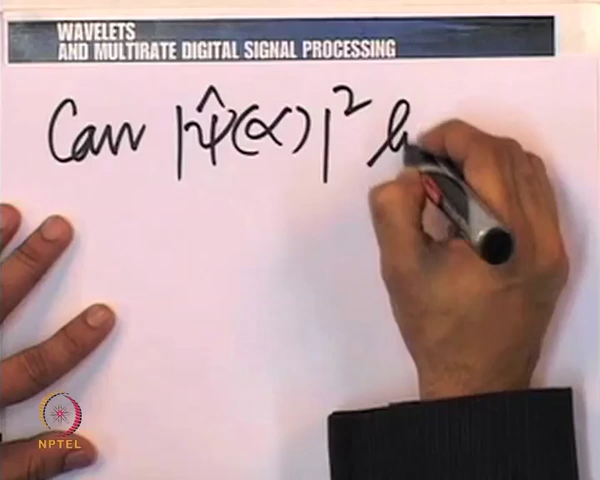 WAVELETS
AND MULTIRATE DIGITAL SIGNAL PROCESSING
Can |ψ̂(α)|²
NPTEL